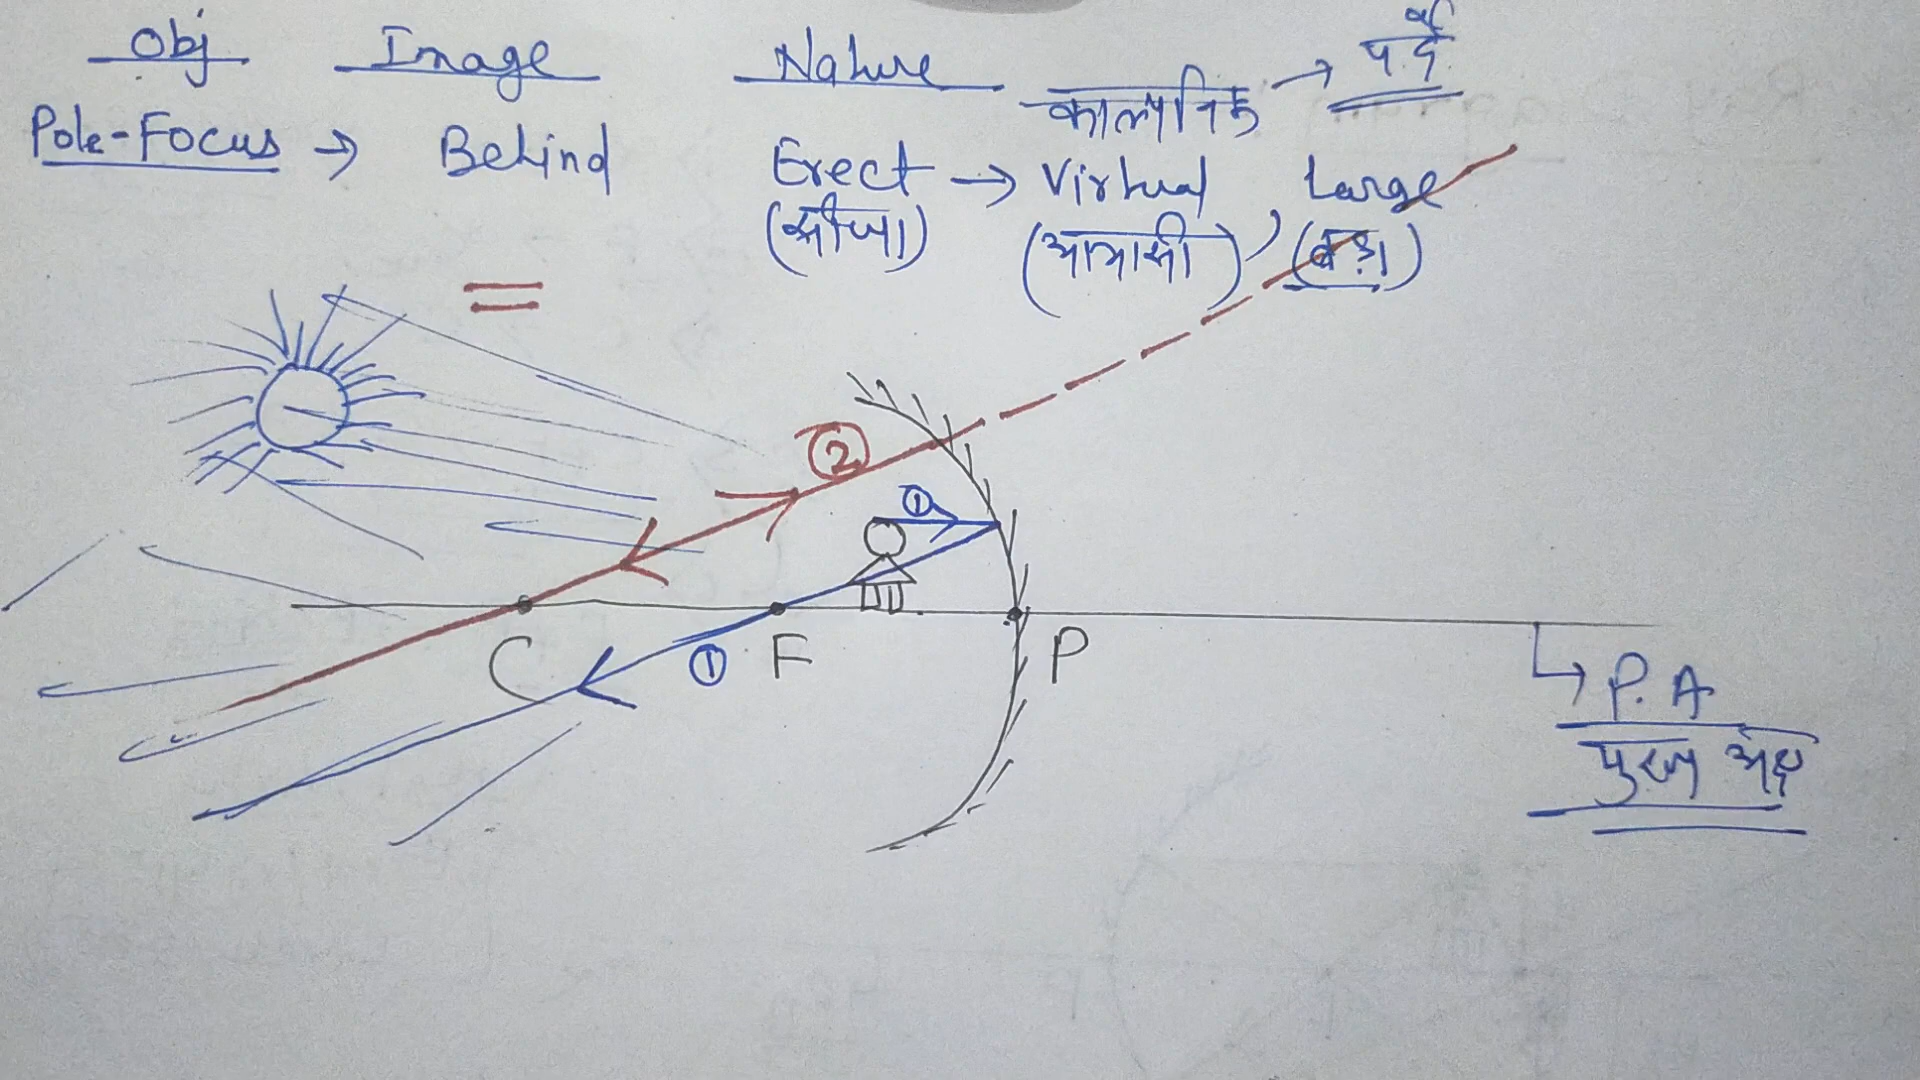 Obj Image Nature काल्पनिक → पर्दे
Pole-Focus → Behind Erect → Virtual, Large
(सीधा) (आभासी) (बड़ा)
②
①
C ① F P
P.A
मुख्य अक्ष